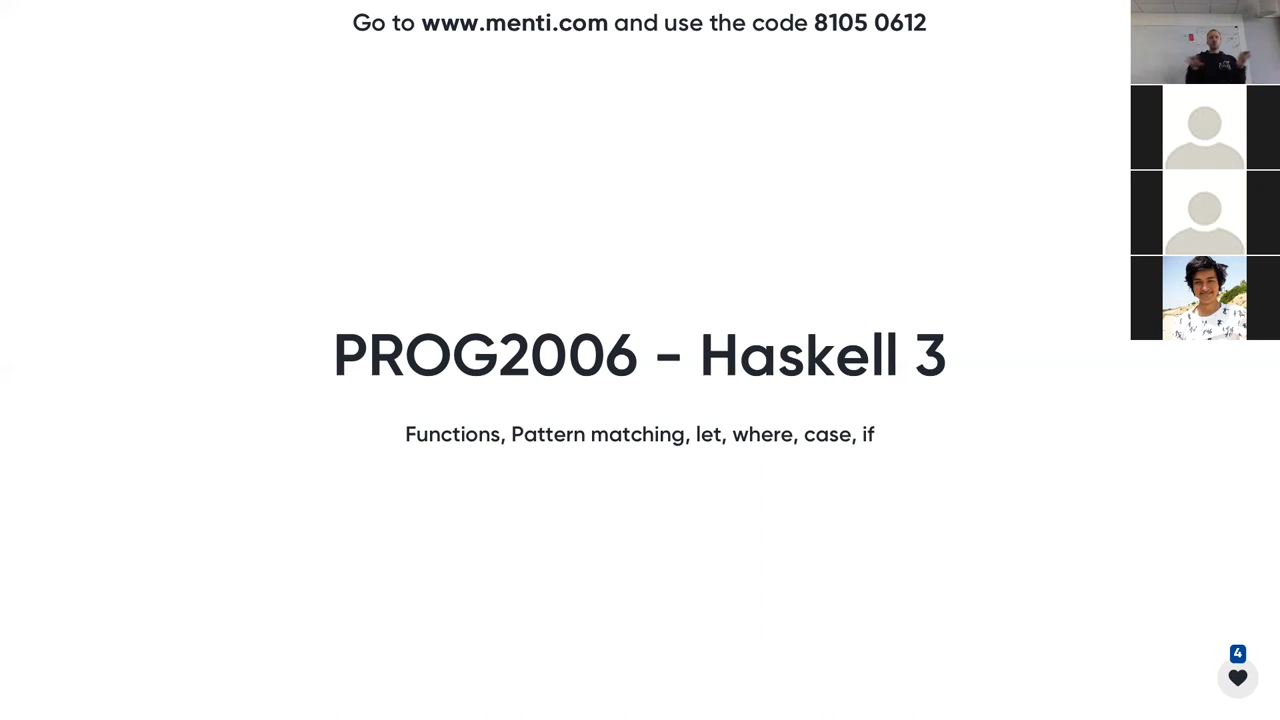 Go to www.menti.com and use the code 8105 0612
PROG2006 - Haskell 3
Functions, Pattern matching, let, where, case, if
4